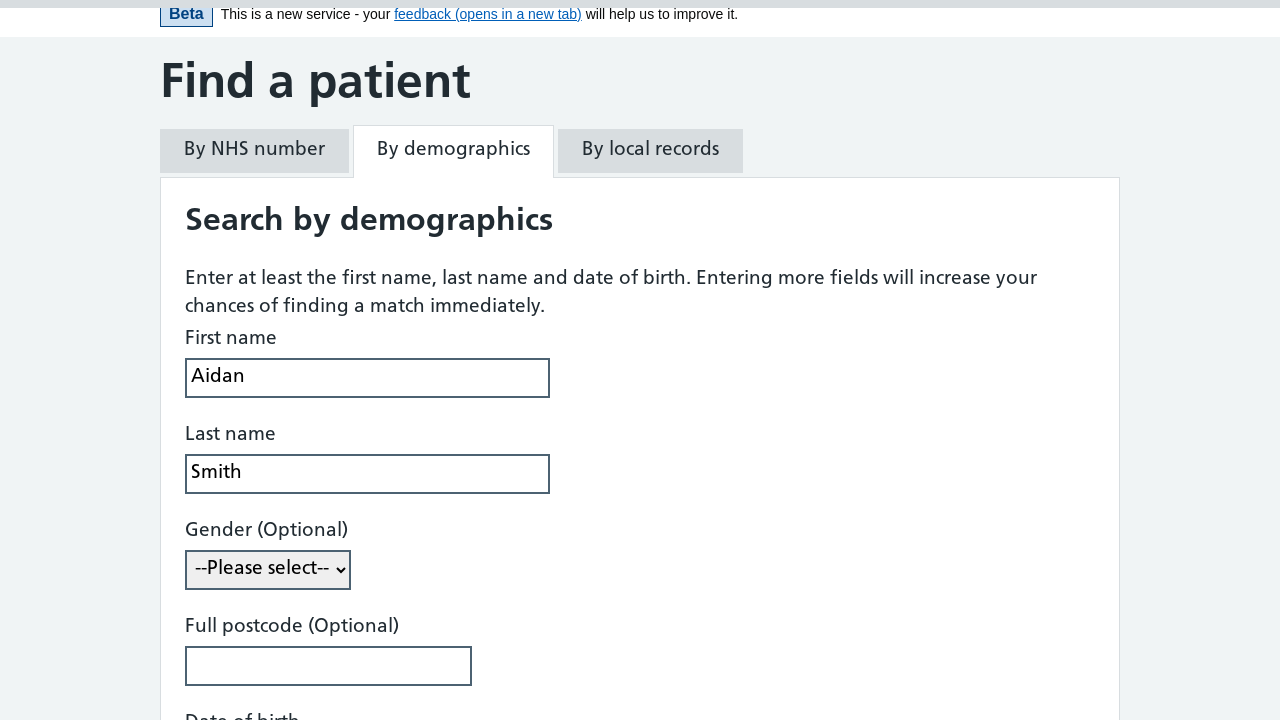 Beta This is a new service - your feedback (opens in a new tab) will help us to improve it.
Find a patient
By NHS number By demographics By local records
Search by demographics
Enter at least the first name, last name and date of birth. Entering more fields will increase your
chances of finding a match immediately.
First name
Aidan
Last name
Smith
Gender (Optional)
--Please select--
Full postcode (Optional)
Date of birth